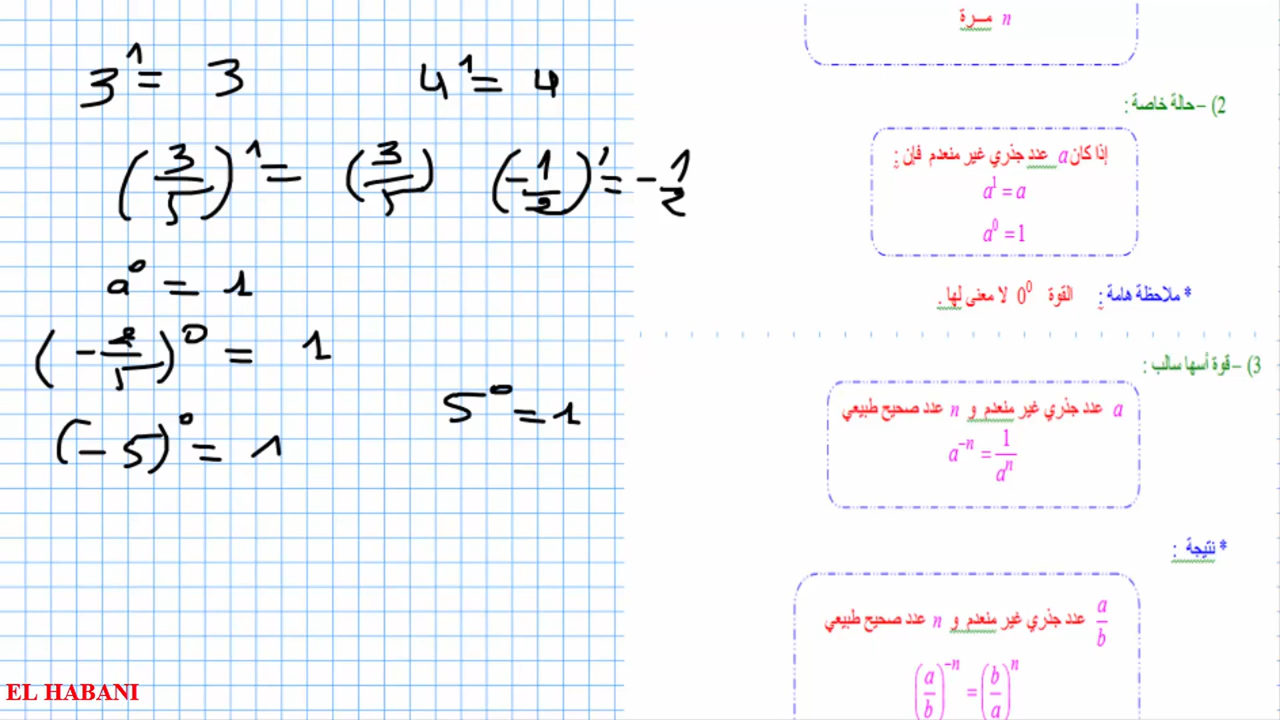 3^1 = 3 4^1 = 4
(3/5)^1 = (3/5) (-1/2)^1 = -1/2
a^0 = 1
(-2/5)^0 = 1
5^0 = 1
(-5)^0 = 1
EL HABANI
n مـــرة
2) – حالة خاصة :
إذا كان a عدد جذري غير منعدم فإن :
a^1 = a
a^0 = 1
* ملاحظة هامة : القوة 0^0 لا معنى لها .
3) – قوة أسها سالب :
a عدد جذري غير منعدم و n عدد صحيح طبيعي
a^-n = 1/a^n
* نتيجة :
a/b عدد جذري غير منعدم و n عدد صحيح طبيعي
(a/b)^-n = (b/a)^n